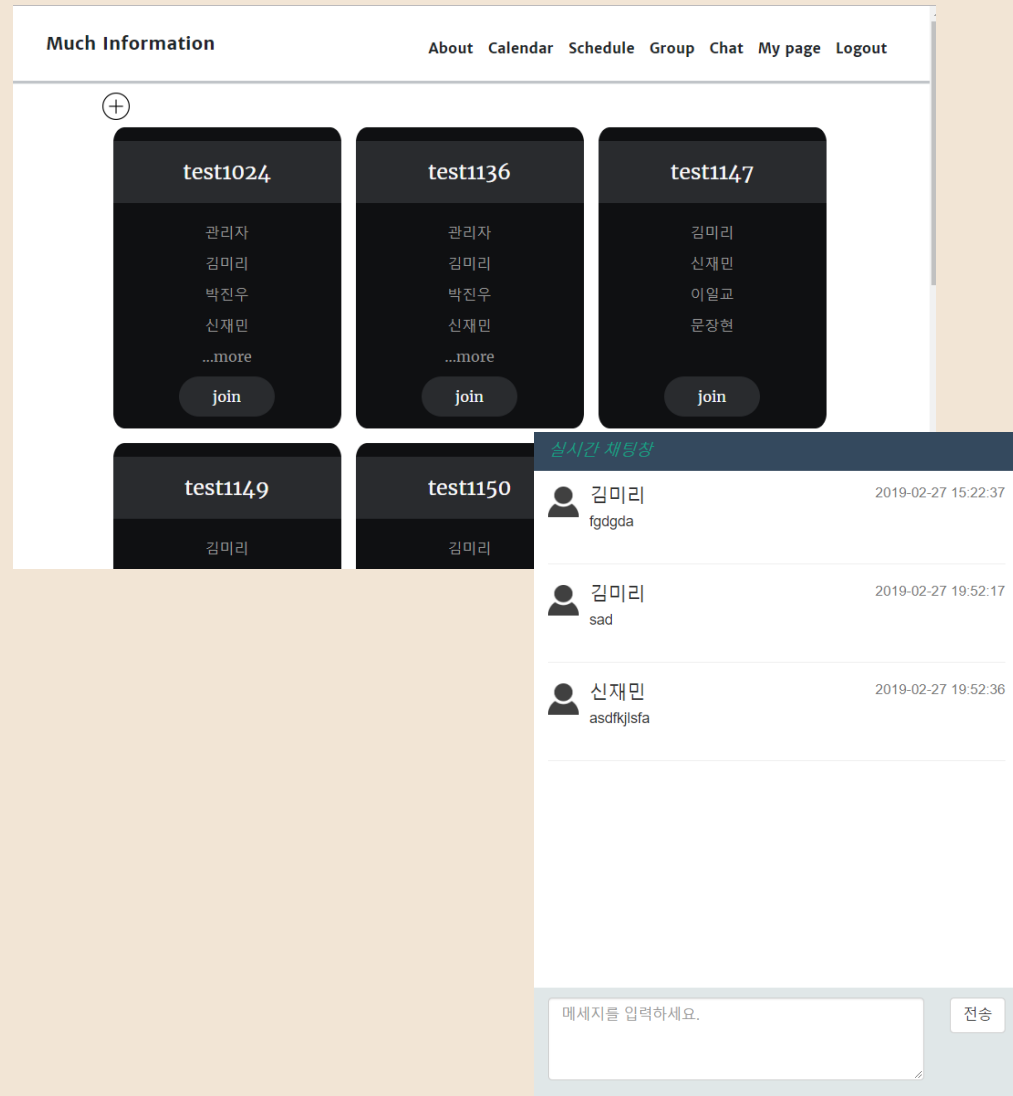 Much Information
About Calendar Schedule Group Chat My page Logout
test1024
관리자
김미리
박진우
신재민
...more
join
test1136
관리자
김미리
박진우
신재민
...more
join
test1147
김미리
신재민
이일교
문장현
join
test1149
김미리
test1150
김미리
실시간 채팅창
김미리 2019-02-27 15:22:37
fgdgda
김미리 2019-02-27 19:52:17
sad
신재민 2019-02-27 19:52:36
asdfkjlsfa
메세지를 입력하세요.
전송